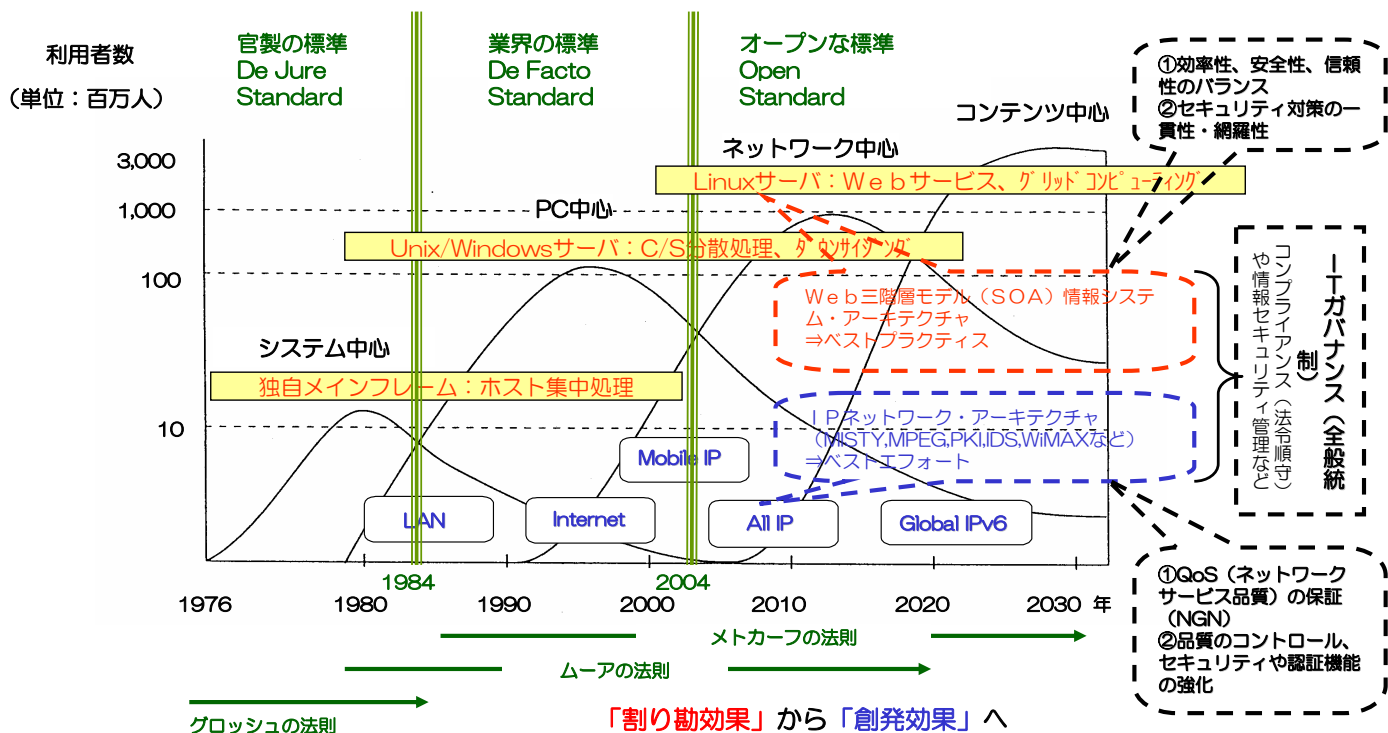 利用者数
（単位：百万人）
官製の標準
De Jure
Standard
業界の標準
De Facto
Standard
オープンな標準
Open
Standard
①効率性、安全性、信頼
性のバランス
②セキュリティ対策の一
貫性・網羅性
コンテンツ中心
ネットワーク中心
3,000
Linuxサーバ：Ｗｅｂサービス、ｸﾞﾘｯﾄﾞｺﾝﾋﾟｭｰﾃｨﾝｸﾞ
1,000
PC中心
Unix/Windowsサーバ：C/S分散処理、ﾀﾞｳﾝｻｲｼﾞﾝｸﾞ
100
Ｗｅｂ三階層モデル（ＳＯＡ）情報システ
ム・アーキテクチャ
⇒ベストプラクティス
システム中心
独自メインフレーム：ホスト集中処理
10
ＩＰネットワーク・アーキテクチャ
（MISTY,MPEG,PKI,IDS,WiMAXなど）
⇒ベストエフォート
ＩＴガバナンス（全般統
制）
コンプライアンス（法令順守）
や情報セキュリティ管理など
Mobile IP
LAN
Internet
All IP
Global IPv6
1984
2004
1976
1980
1990
2000
2010
2020
2030 年
①QoS（ネットワーク
サービス品質）の保証
（NGN）
②品質のコントロール、
セキュリティや認証機能
の強化
メトカーフの法則
ムーアの法則
グロッシュの法則
「割り勘効果」から「創発効果」へ